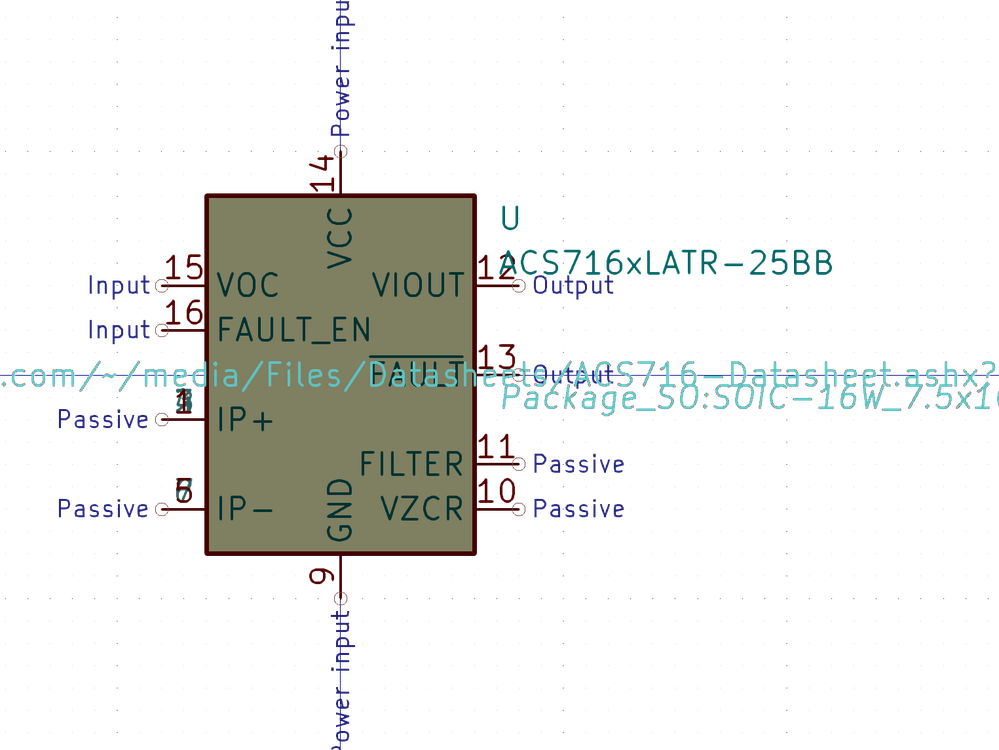 Power input
14
VCC
U
ACS716xLATR-25BB
Input 15 VOC VIOUT 12 Output
Input 16 FAULT_EN
FAULT 13 Output
.com/~/media/Files/Datasheets/ACS716-Datasheet.ashx?
Package_SO:SOIC-16W_7.5x1
Passive 1 IP+
FILTER 11 Passive
Passive IP- VZCR 10 Passive
GND
9
Power input